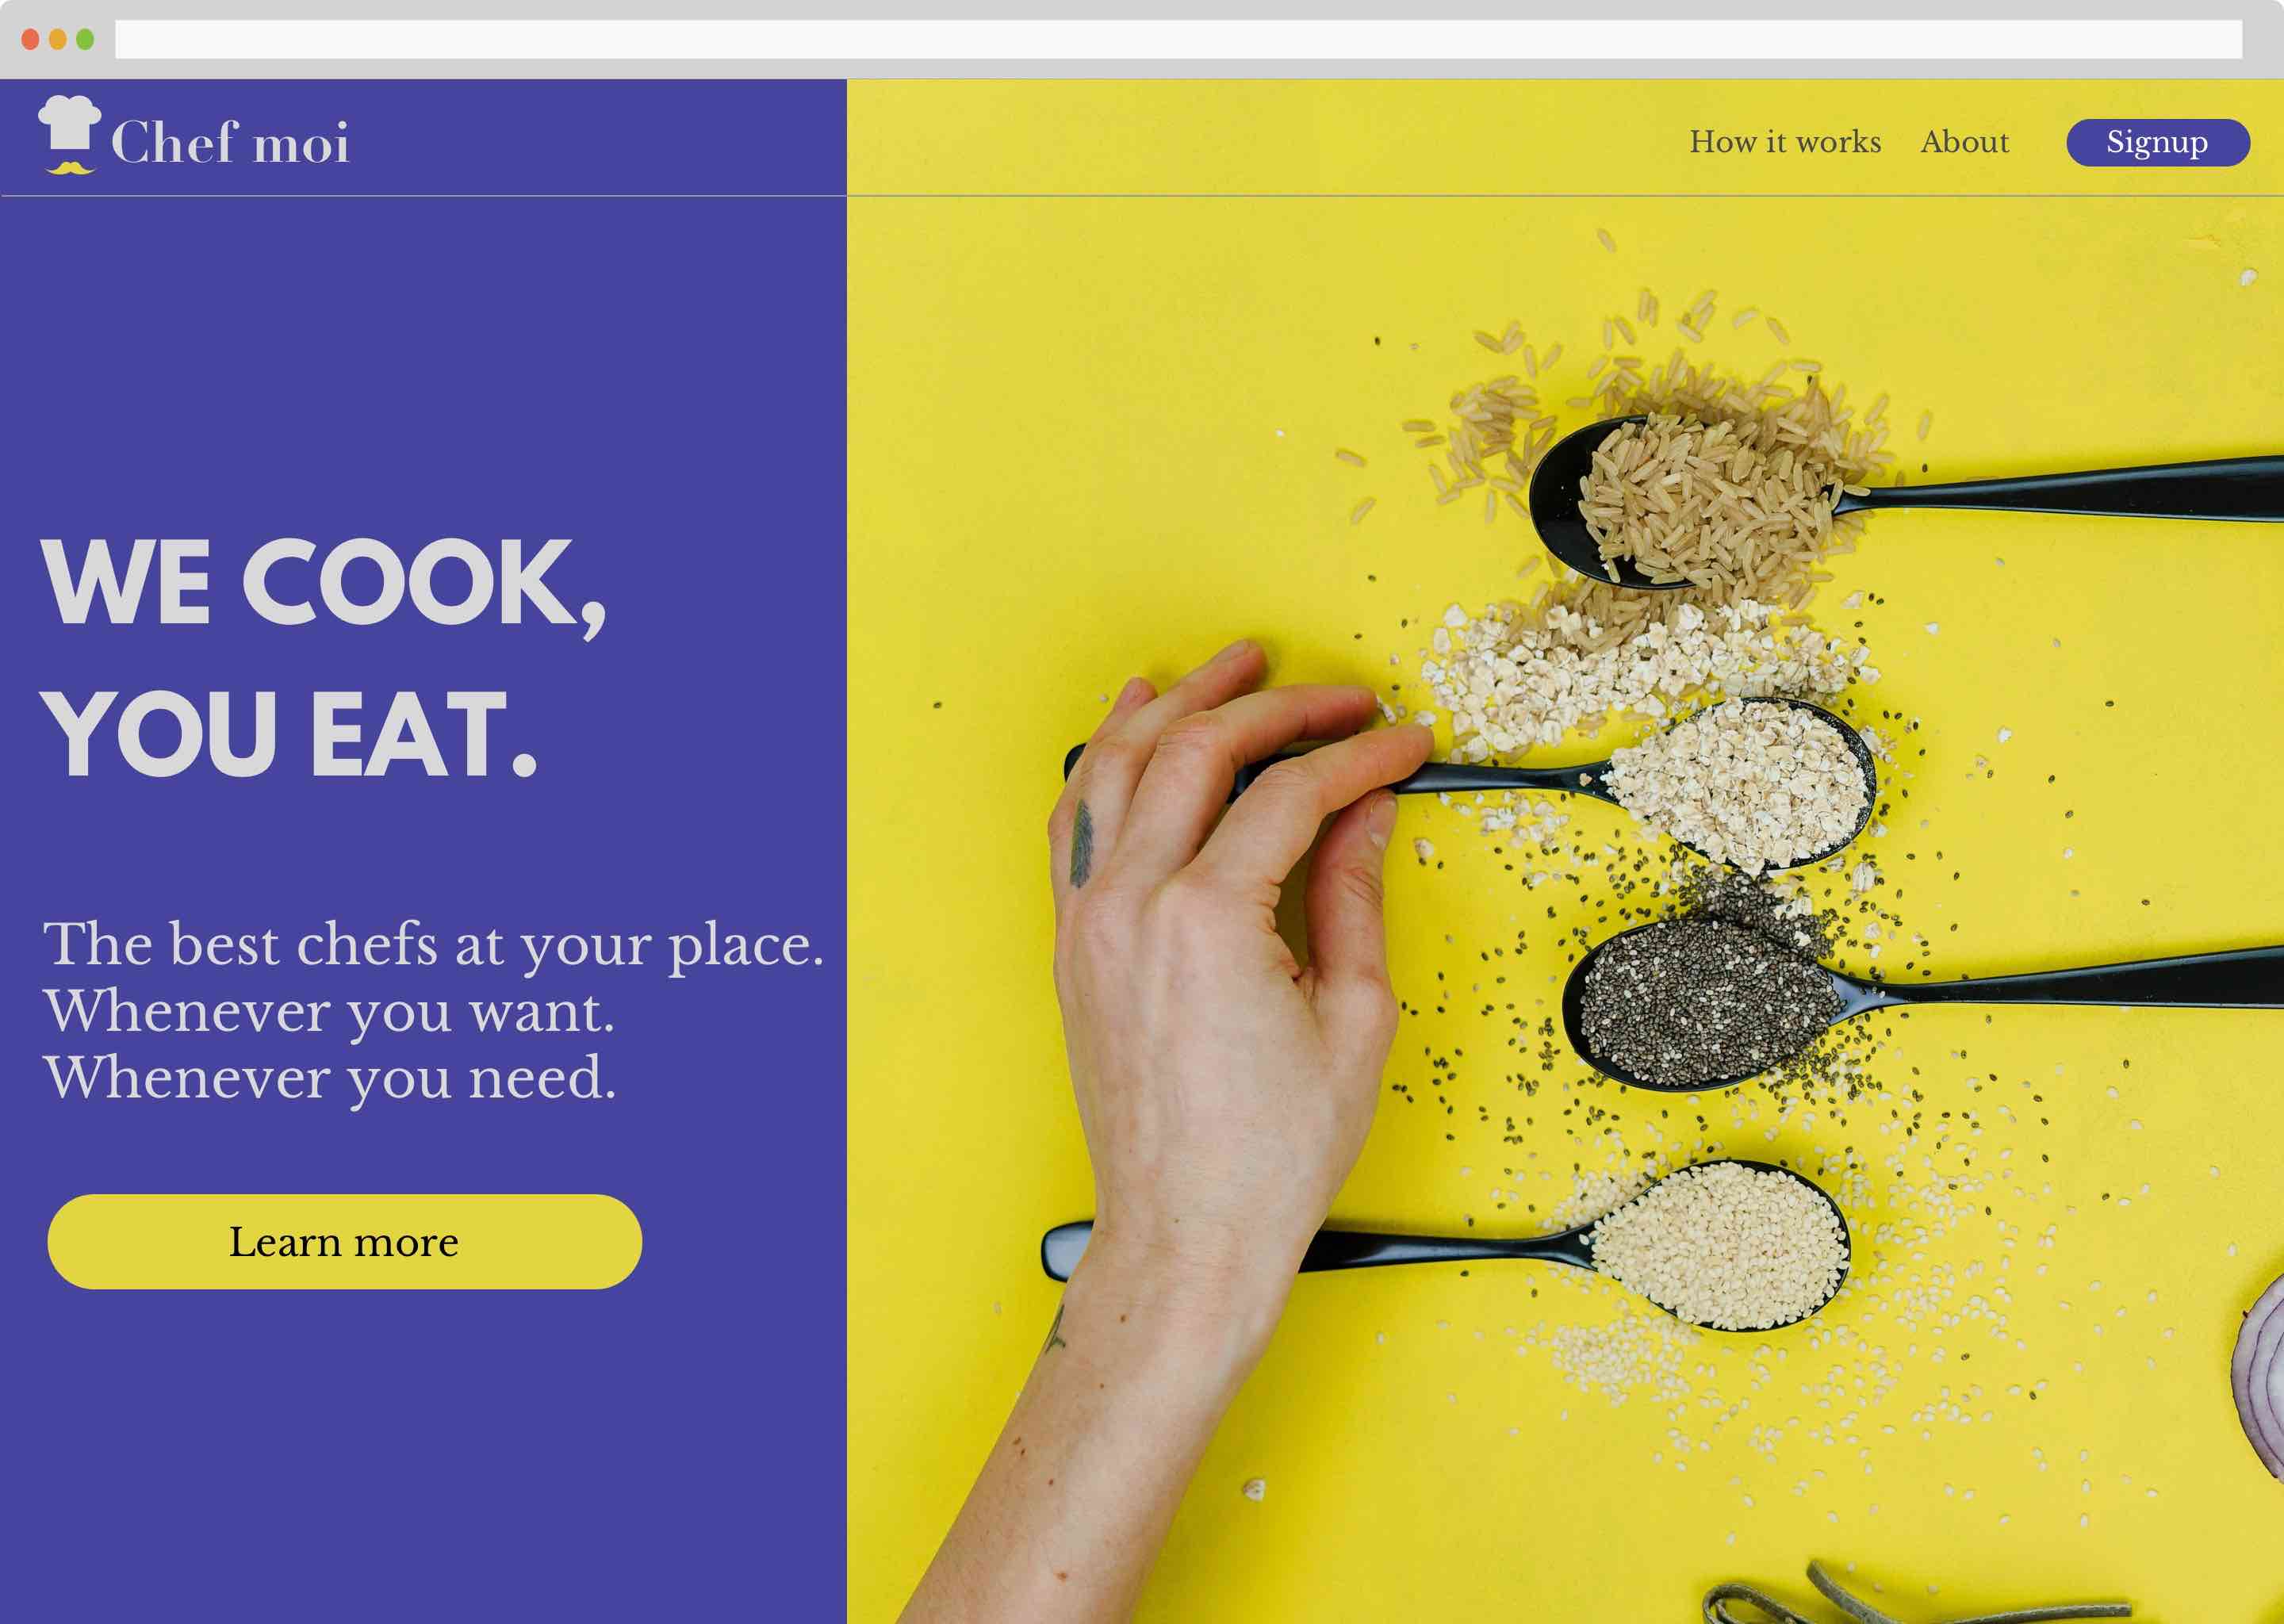 Chef moi
How it works
About
Signup
WE COOK,
YOU EAT.
The best chefs at your place.
Whenever you want.
Whenever you need.
Learn more